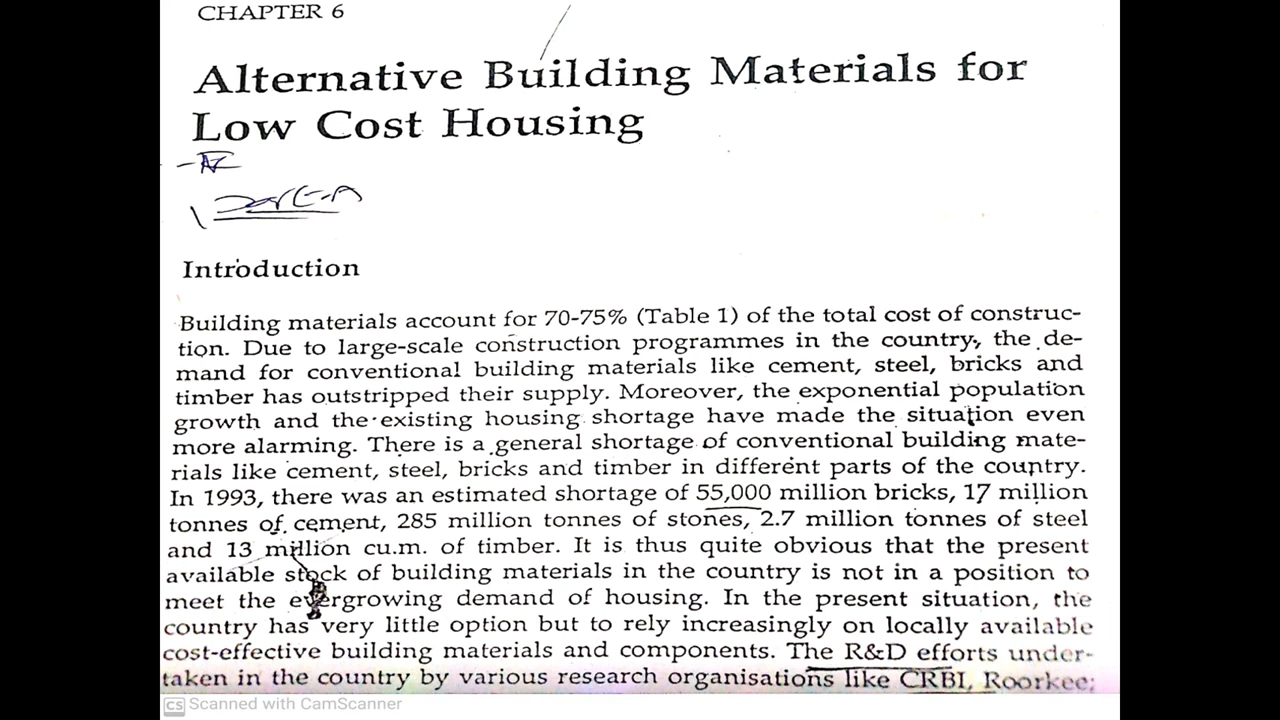 CHAPTER 6
Alternative Building Materials for
Low Cost Housing
Introduction
Building materials account for 70-75% (Table 1) of the total cost of construc-
tion. Due to large-scale construction programmes in the country, the de-
mand for conventional building materials like cement, steel, bricks and
timber has outstripped their supply. Moreover, the exponential population
growth and the existing housing shortage have made the situation even
more alarming. There is a general shortage of conventional building mate-
rials like cement, steel, bricks and timber in different parts of the country.
In 1993, there was an estimated shortage of 55,000 million bricks, 17 million
tonnes of cement, 285 million tonnes of stones, 2.7 million tonnes of steel
and 13 million cu.m. of timber. It is thus quite obvious that the present
available stock of building materials in the country is not in a position to
meet the evergrowing demand of housing. In the present situation, the
country has very little option but to rely increasingly on locally available
cost-effective building materials and components. The R&D efforts under-
taken in the country by various research organisations like CRBI, Roorkee;
CS Scanned with CamScanner